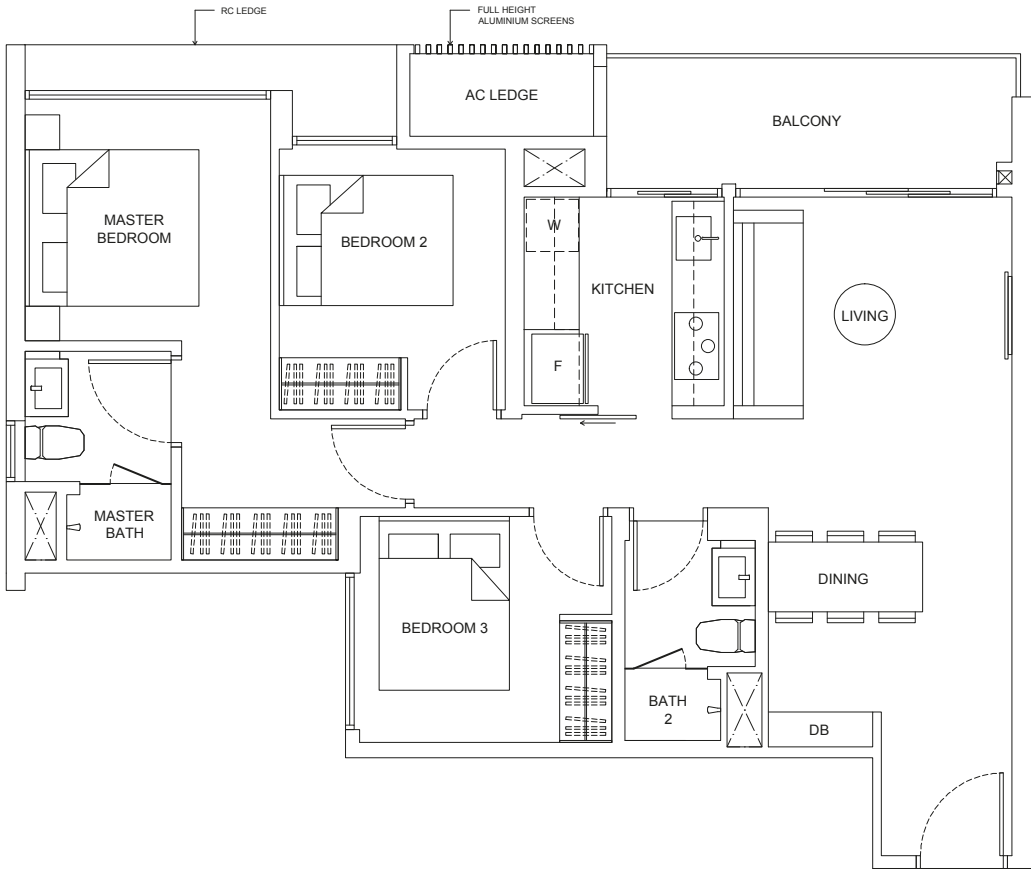 RC LEDGE
FULL HEIGHT
ALUMINIUM SCREENS
AC LEDGE
BALCONY
MASTER
BEDROOM
BEDROOM 2
W
KITCHEN
LIVING
F
MASTER
BATH
DINING
BEDROOM 3
BATH
2
DB